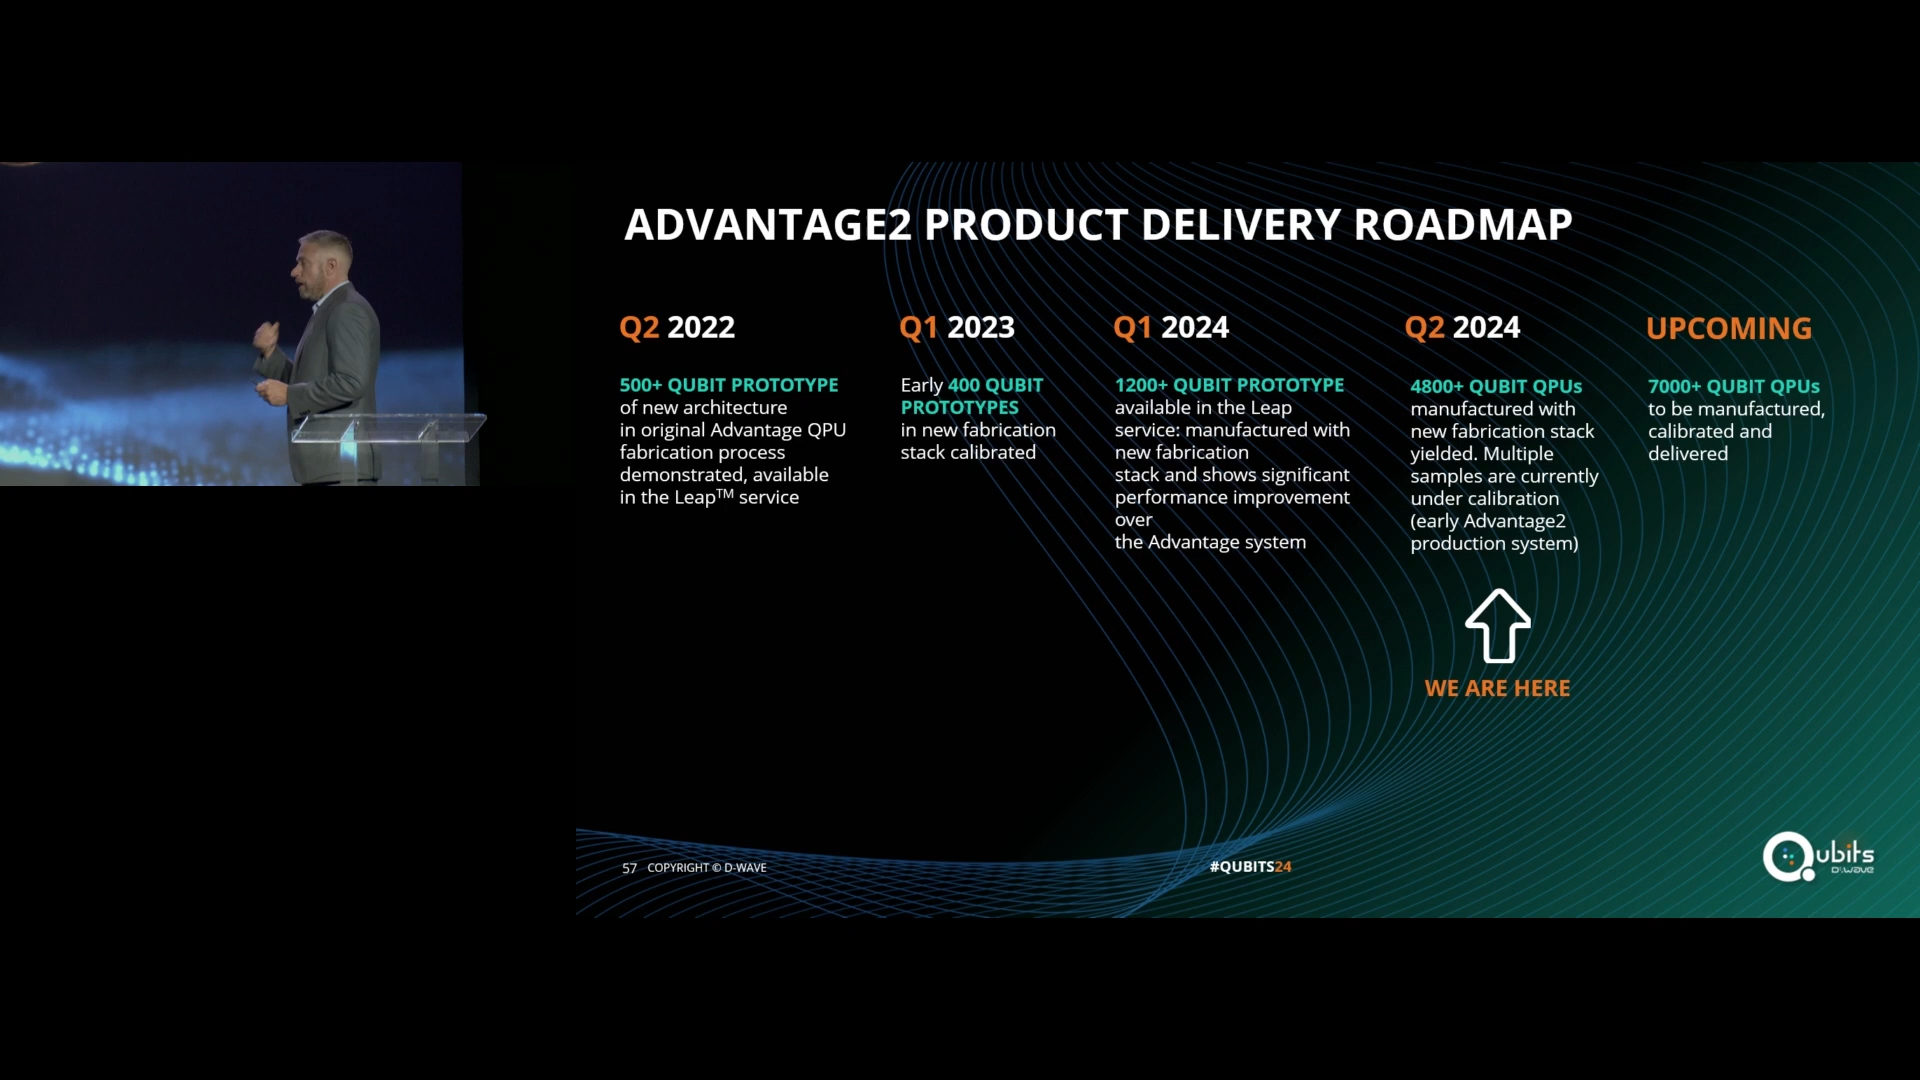 ADVANTAGE2 PRODUCT DELIVERY ROADMAP
Q2 2022
500+ QUBIT PROTOTYPE
of new architecture
in original Advantage QPU
fabrication process
demonstrated, available
in the Leap™ service
Q1 2023
Early 400 QUBIT
PROTOTYPES
in new fabrication
stack calibrated
Q1 2024
1200+ QUBIT PROTOTYPE
available in the Leap
service: manufactured with
new fabrication
stack and shows significant
performance improvement
over
the Advantage system
Q2 2024
4800+ QUBIT QPUs
manufactured with
new fabrication stack
yielded. Multiple
samples are currently
under calibration
(early Advantage2
production system)
WE ARE HERE
UPCOMING
7000+ QUBIT QPUs
to be manufactured,
calibrated and
delivered
57 COPYRIGHT © D-WAVE
#QUBITS24
Qubits
D:WAVE